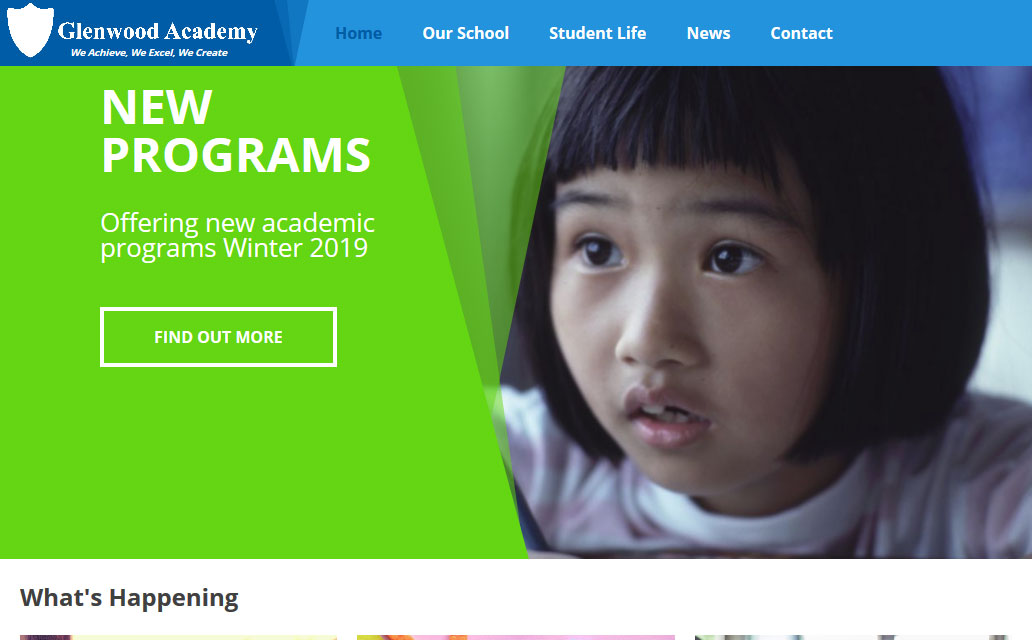 Glenwood Academy
We Achieve, We Excel, We Create
Home Our School Student Life News Contact
NEW
PROGRAMS
Offering new academic
programs Winter 2019
FIND OUT MORE
What's Happening